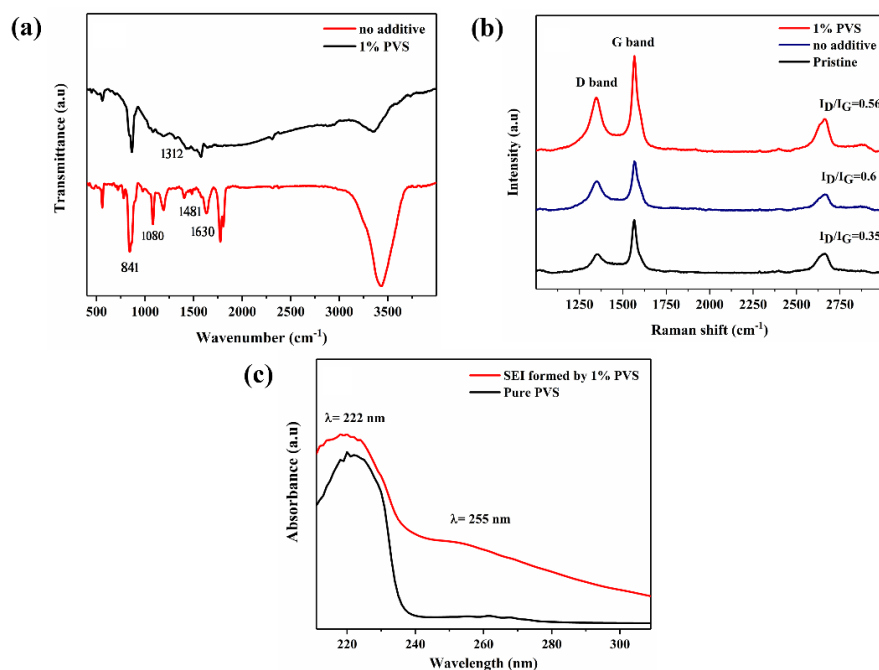 (a)
no additive
1% PVS
Transmittance (a.u)
1312
1481
1080
1630
841
500 1000 1500 2000 2500 3000 3500
Wavenumber (cm⁻¹)
(b)
1% PVS
no additive
Pristine
G band
D band
I_D/I_G=0.56
I_D/I_G=0.6
I_D/I_G=0.35
Intensity (a.u)
1250 1500 1750 2000 2250 2500 2750
Raman shift (cm⁻¹)
(c)
SEI formed by 1% PVS
Pure PVS
λ= 222 nm
λ= 255 nm
Absorbance (a.u)
220 240 260 280 300
Wavelength (nm)